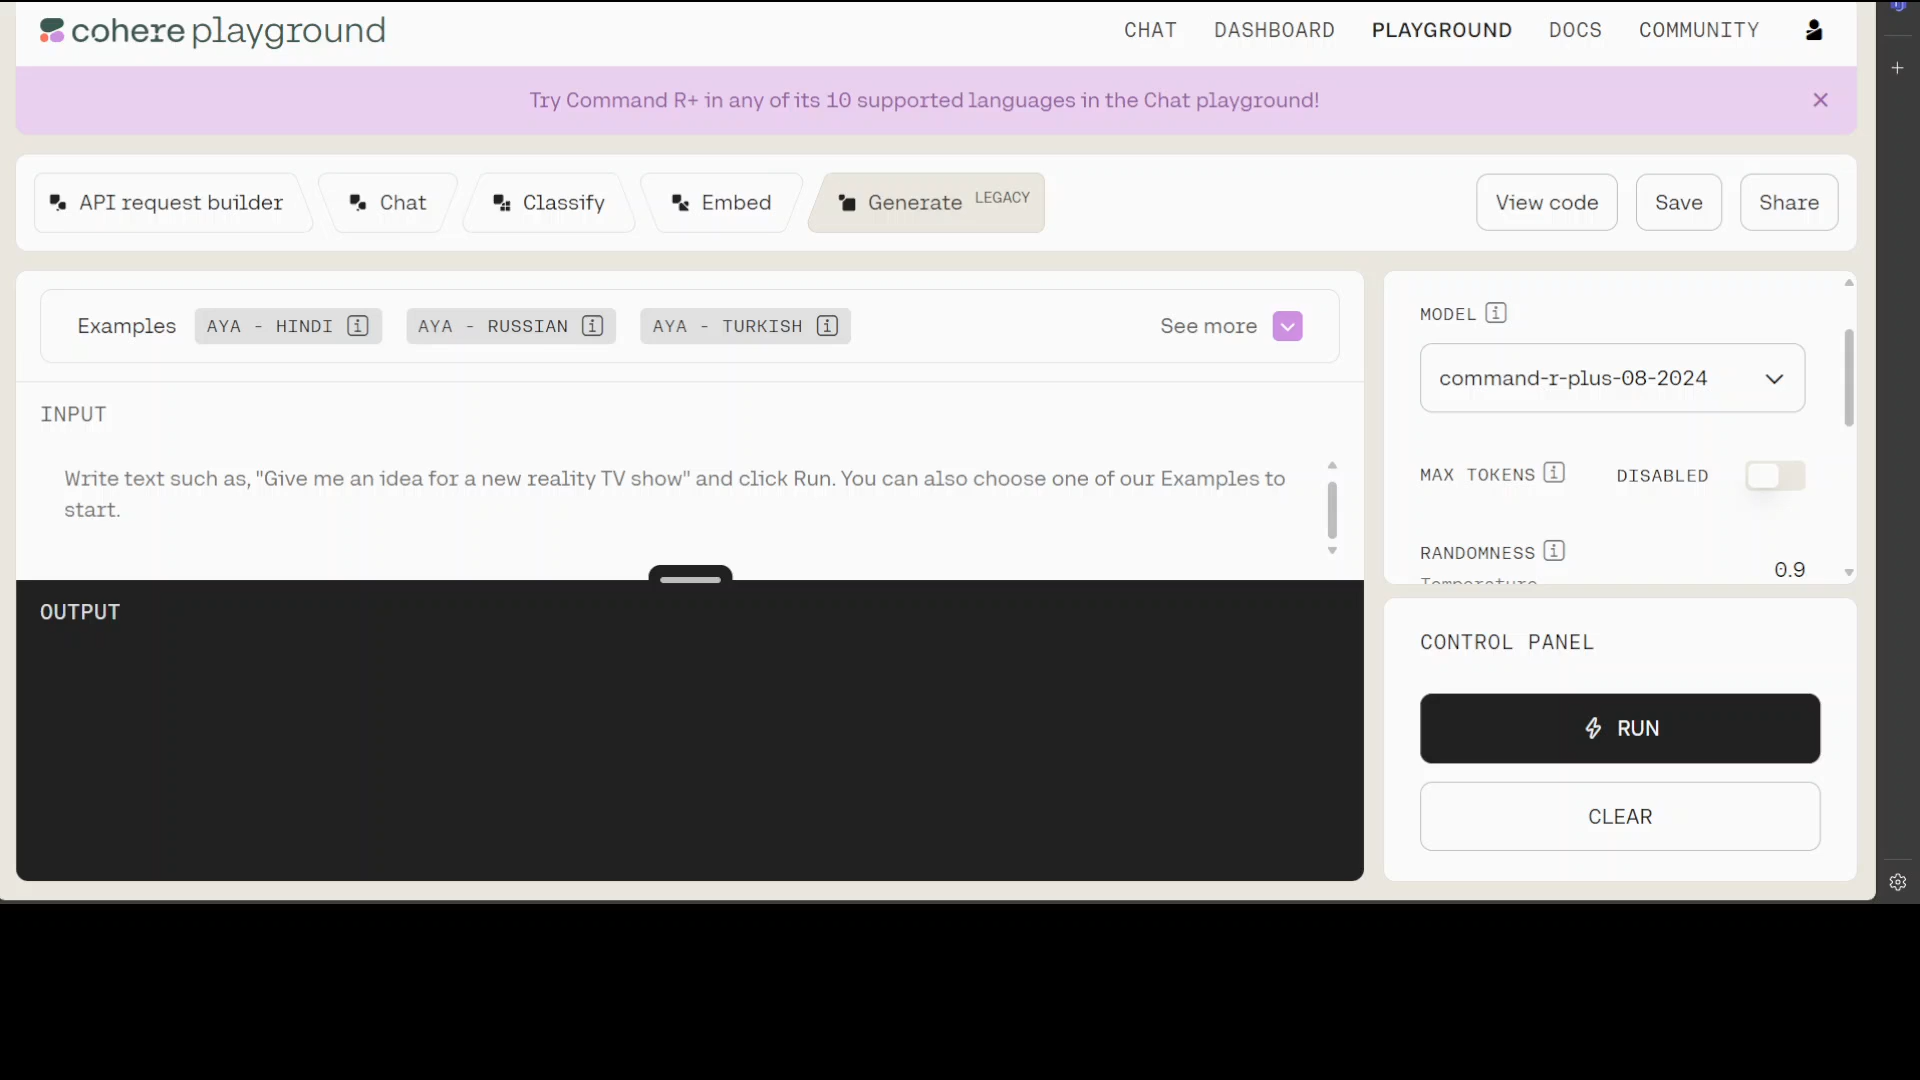 cohere playground
CHAT DASHBOARD PLAYGROUND DOCS COMMUNITY
Try Command R+ in any of its 10 supported languages in the Chat playground!
API request builder Chat Classify Embed Generate LEGACY
View code Save Share
Examples AYA - HINDI AYA - RUSSIAN AYA - TURKISH See more
INPUT
Write text such as, "Give me an idea for a new reality TV show" and click Run. You can also choose one of our Examples to
start.
OUTPUT
MODEL
command-r-plus-08-2024
MAX TOKENS DISABLED
RANDOMNESS
Temperature 0.9
CONTROL PANEL
RUN
CLEAR